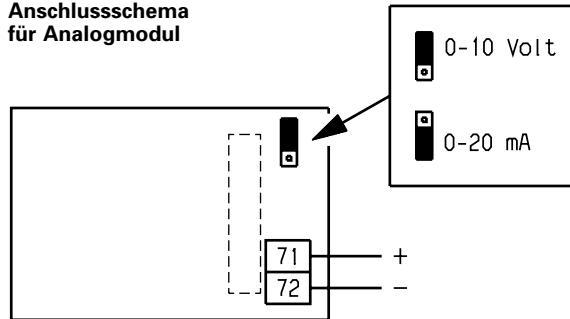 Anschlussschema
für Analogmodul
0-10 Volt
0-20 mA
71 +
72 -